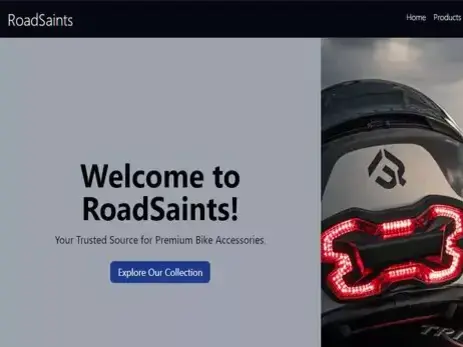 RoadSaints
Home Products
Welcome to
RoadSaints!
Your Trusted Source for Premium Bike Accessories.
Explore Our Collection